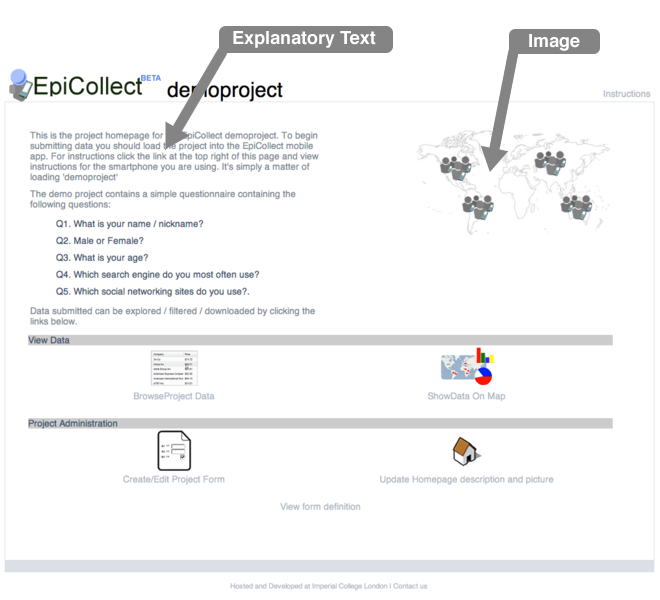 Explanatory Text
Image
EpiCollect BETA demoproject
Instructions
This is the project homepage for EpiCollect demoproject. To begin
submitting data you should load the project into the EpiCollect mobile
app. For instructions click the link at the top right of this page and view
instructions for the smartphone you are using. It's simply a matter of
loading 'demoproject'
The demo project contains a simple questionnaire containing the
following questions:
Q1. What is your name / nickname?
Q2. Male or Female?
Q3. What is your age?
Q4. Which search engine do you most often use?
Q5. Which social networking sites do you use?.
Data submitted can be explored / filtered / downloaded by clicking the
links below.
View Data
BrowseProject Data
ShowData On Map
Project Administration
Create/Edit Project Form
Update Homepage description and picture
View form definition
Hosted and Developed at Imperial College London | Contact us